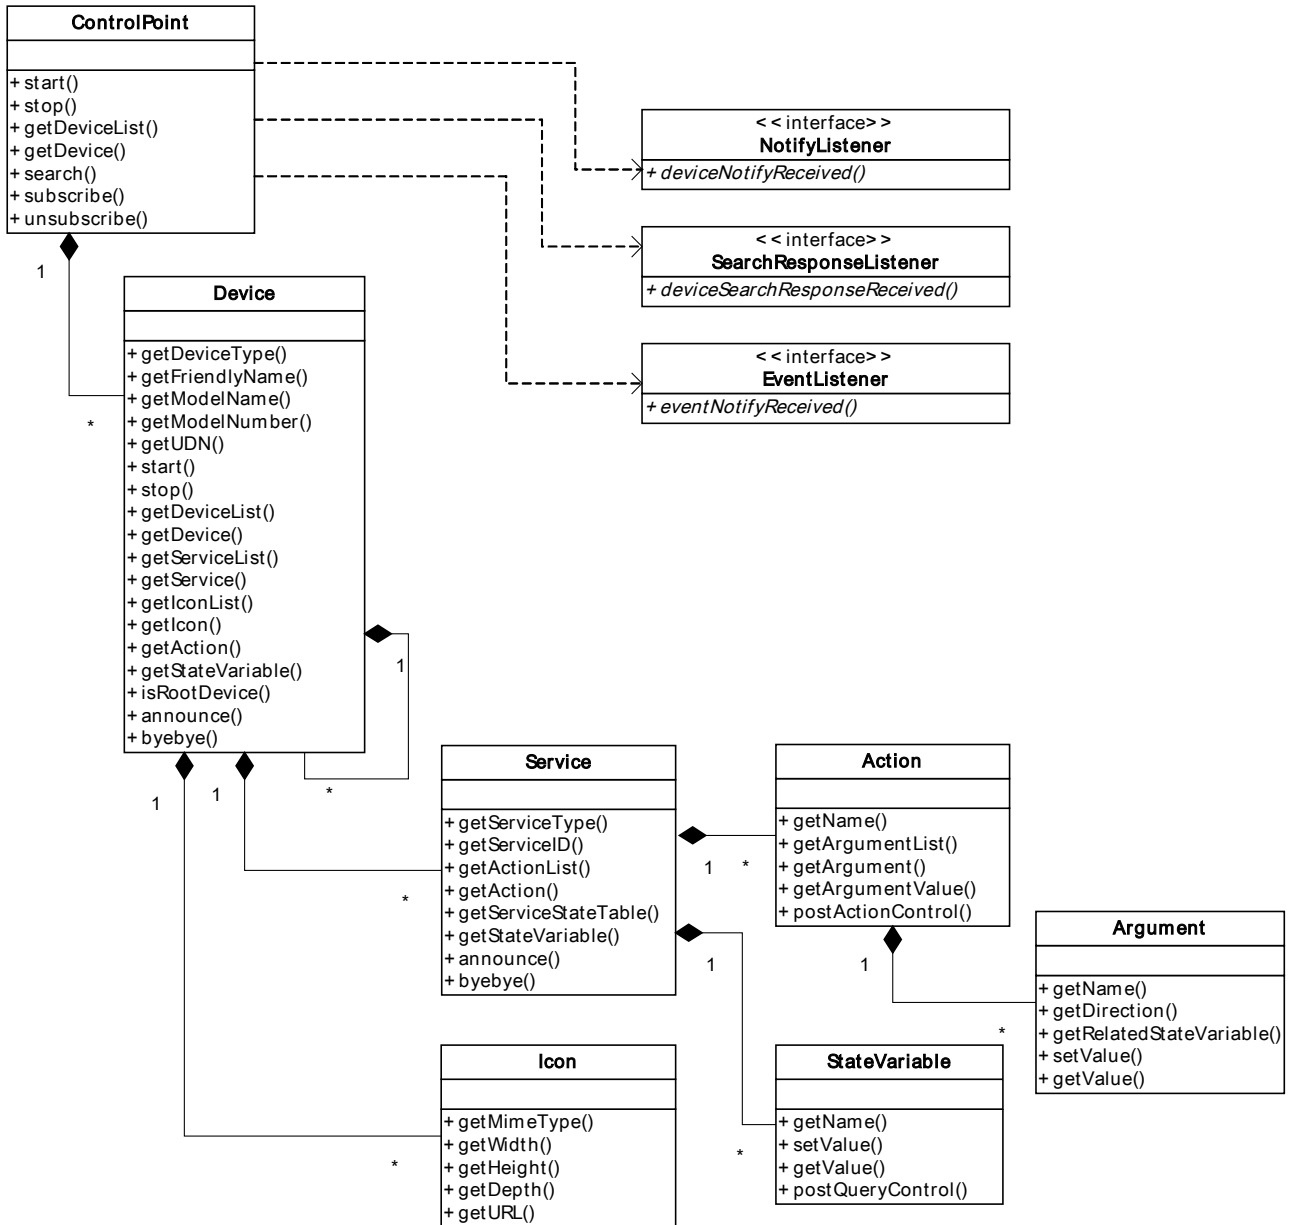 ControlPoint
+ start()
+ stop()
+ getDeviceList()
+ getDevice()
+ search()
+ subscribe()
+ unsubscribe()
<<interface>>
NotifyListener
+ deviceNotifyReceived()
<<interface>>
SearchResponseListener
+ deviceSearchResponseReceived()
<<interface>>
EventListener
+ eventNotifyReceived()
1
*
Device
+ getDeviceType()
+ getFriendlyName()
+ getModelName()
+ getModelNumber()
+ getUDN()
+ start()
+ stop()
+ getDeviceList()
+ getDevice()
+ getServiceList()
+ getService()
+ getIconList()
+ getIcon()
+ getAction()
+ getStateVariable()
+ isRootDevice()
+ announce()
+ byebye()
1
*
1
1
*
*
Service
+ getServiceType()
+ getServiceID()
+ getActionList()
+ getAction()
+ getServiceStateTable()
+ getStateVariable()
+ announce()
+ byebye()
1
*
1
*
Action
+ getName()
+ getArgumentList()
+ getArgument()
+ getArgumentValue()
+ postActionControl()
1
*
Argument
+ getName()
+ getDirection()
+ getRelatedStateVariable()
+ setValue()
+ getValue()
Icon
+ getMimeType()
+ getWidth()
+ getHeight()
+ getDepth()
+ getURL()
StateVariable
+ getName()
+ setValue()
+ getValue()
+ postQueryControl()